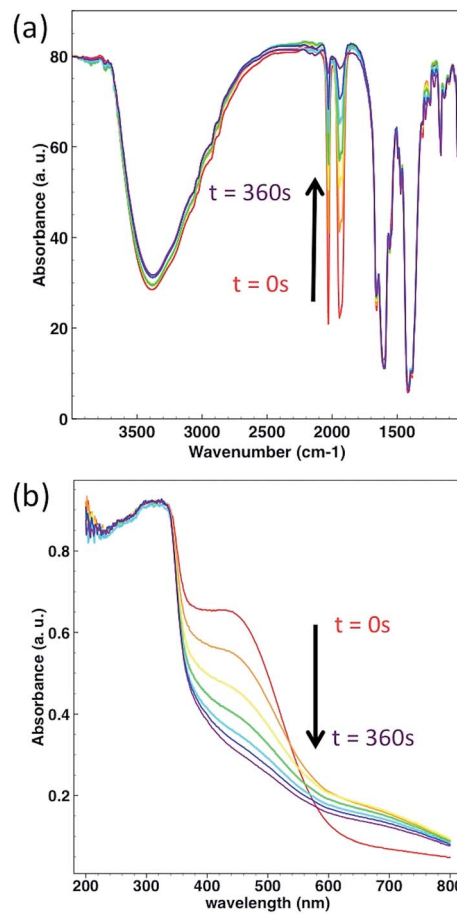 (a)
80
60
40
20
0
Absorbance (a. u.)
t = 360s
t = 0s
3500 3000 2500 2000 1500
Wavenumber (cm-1)
(b)
0.8
0.6
0.4
0.2
Absorbance (a. u.)
t = 0s
t = 360s
200 300 400 500 600 700 800
wavelength (nm)